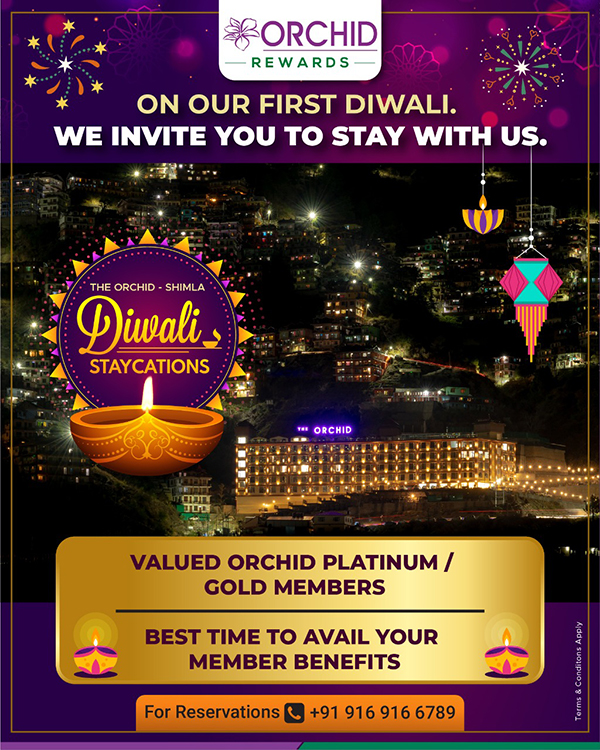 ORCHID
REWARDS
ON OUR FIRST DIWALI.
WE INVITE YOU TO STAY WITH US.
THE ORCHID - SHIMLA
Diwali
STAYCATIONS
THE ORCHID
VALUED ORCHID PLATINUM /
GOLD MEMBERS
BEST TIME TO AVAIL YOUR
MEMBER BENEFITS
Terms & Conditons Apply
For Reservations +91 916 916 6789